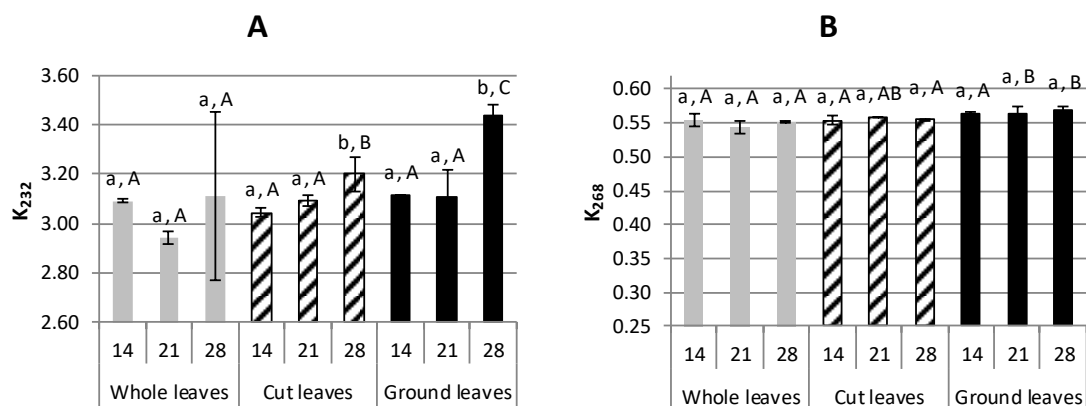 A
K232
3.60
3.40
3.20
3.00
2.80
2.60
a, A
a, A
a, A
a, A
a, A
b, B
a, A
a, A
b, C
14 21 28 14 21 28 14 21 28
Whole leaves Cut leaves Ground leaves
B
K268
0.60
0.55
0.50
0.45
0.40
0.35
0.30
0.25
a, A
a, A
a, A
a, A
a, AB
a, A
a, A
a, B
a, B
14 21 28 14 21 28 14 21 28
Whole leaves Cut leaves Ground leaves